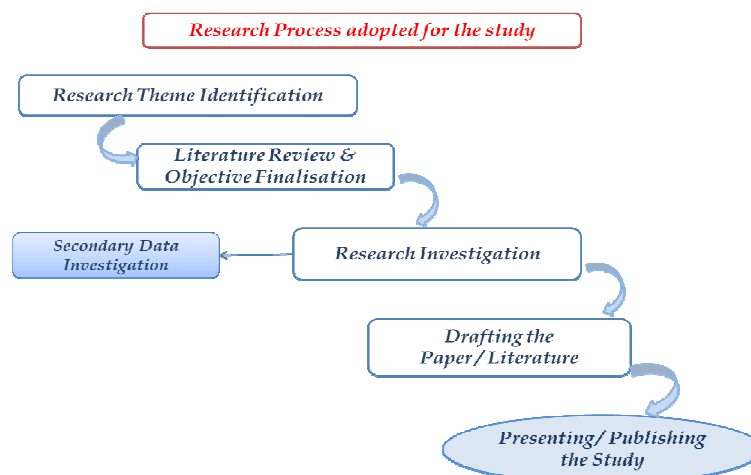 Research Process adopted for the study
Research Theme Identification
Literature Review &
Objective Finalisation
Secondary Data
Investigation
Research Investigation
Drafting the
Paper / Literature
Presenting/ Publishing
the Study